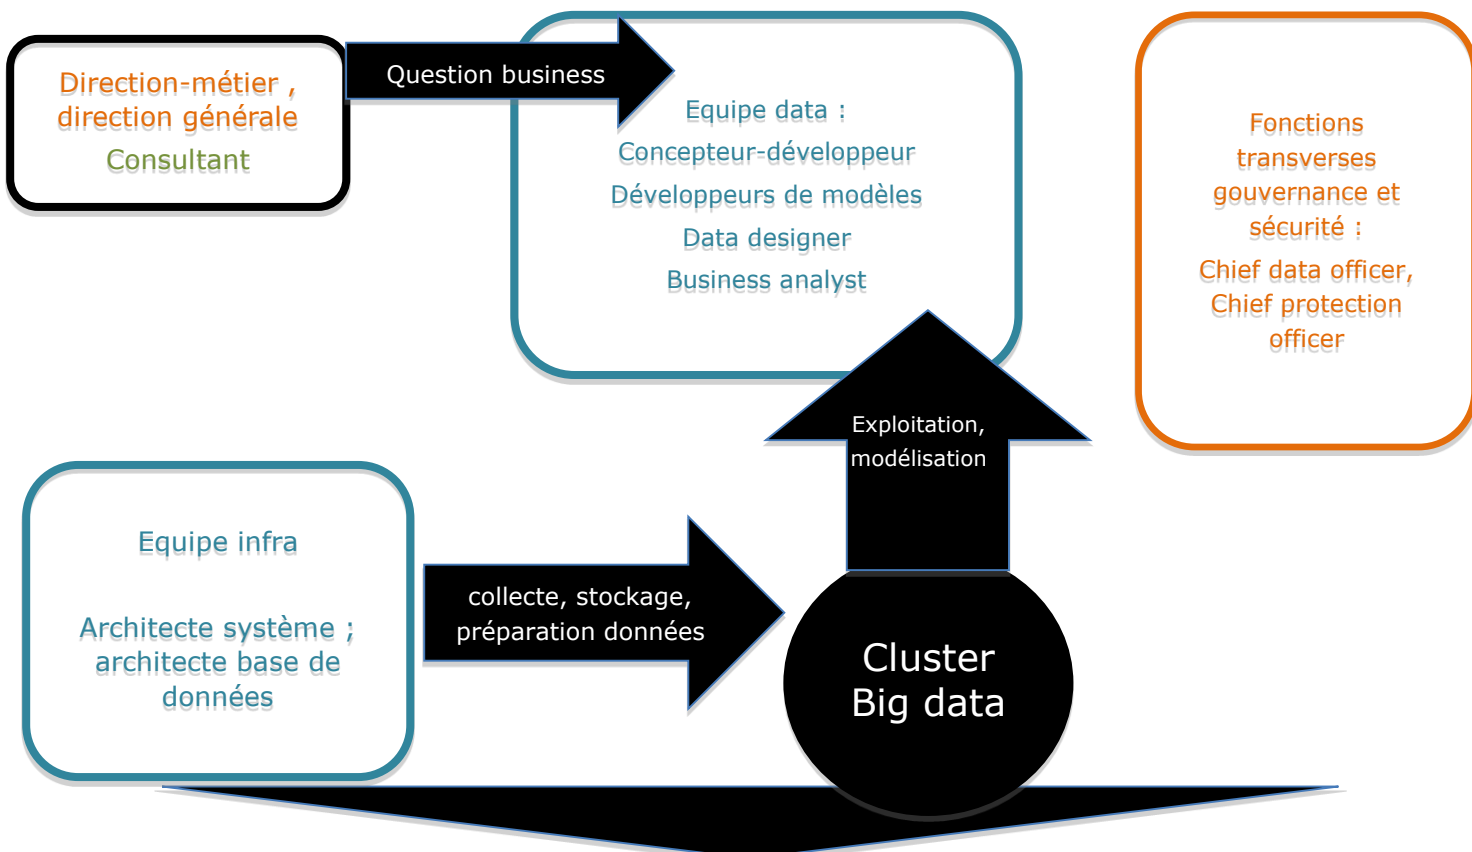 Direction-métier ,
direction générale
Consultant
Question business
Equipe data :
Concepteur-développeur
Développeurs de modèles
Data designer
Business analyst
Fonctions
transverses
gouvernance et
sécurité :
Chief data officer,
Chief protection
officer
Exploitation,
modélisation
Equipe infra
Architecte système ;
architecte base de
données
collecte, stockage,
préparation données
Cluster
Big data